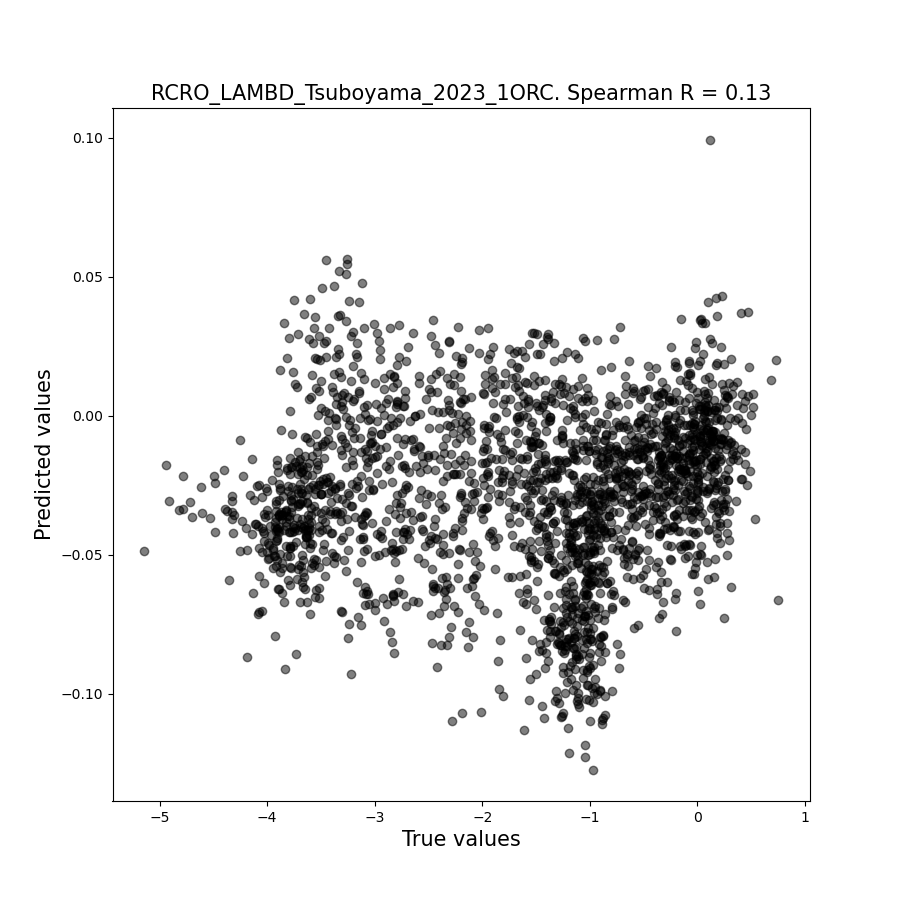 RCRO_LAMBD_Tsuboyama_2023_1ORC. Spearman R = 0.13
0.10
0.05
0.00
−0.05
−0.10
Predicted values
−5 −4 −3 −2 −1 0 1
True values